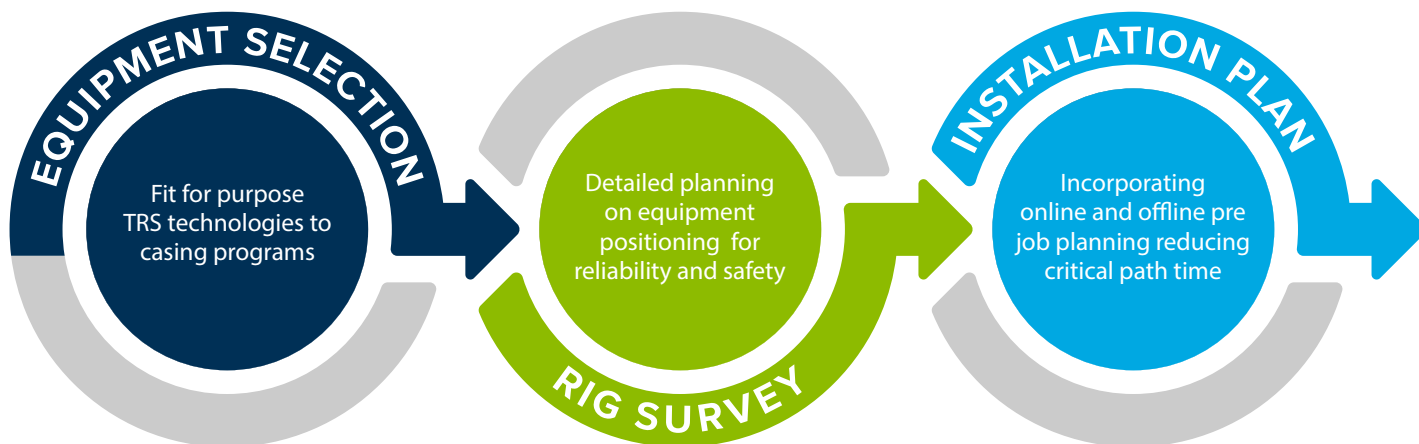 EQUIPMENT SELECTION
Fit for purpose
TRS technologies to
casing programs
Detailed planning
on equipment
positioning for
reliability and safety
RIG SURVEY
INSTALLATION PLAN
Incorporating
online and offline pre
job planning reducing
critical path time